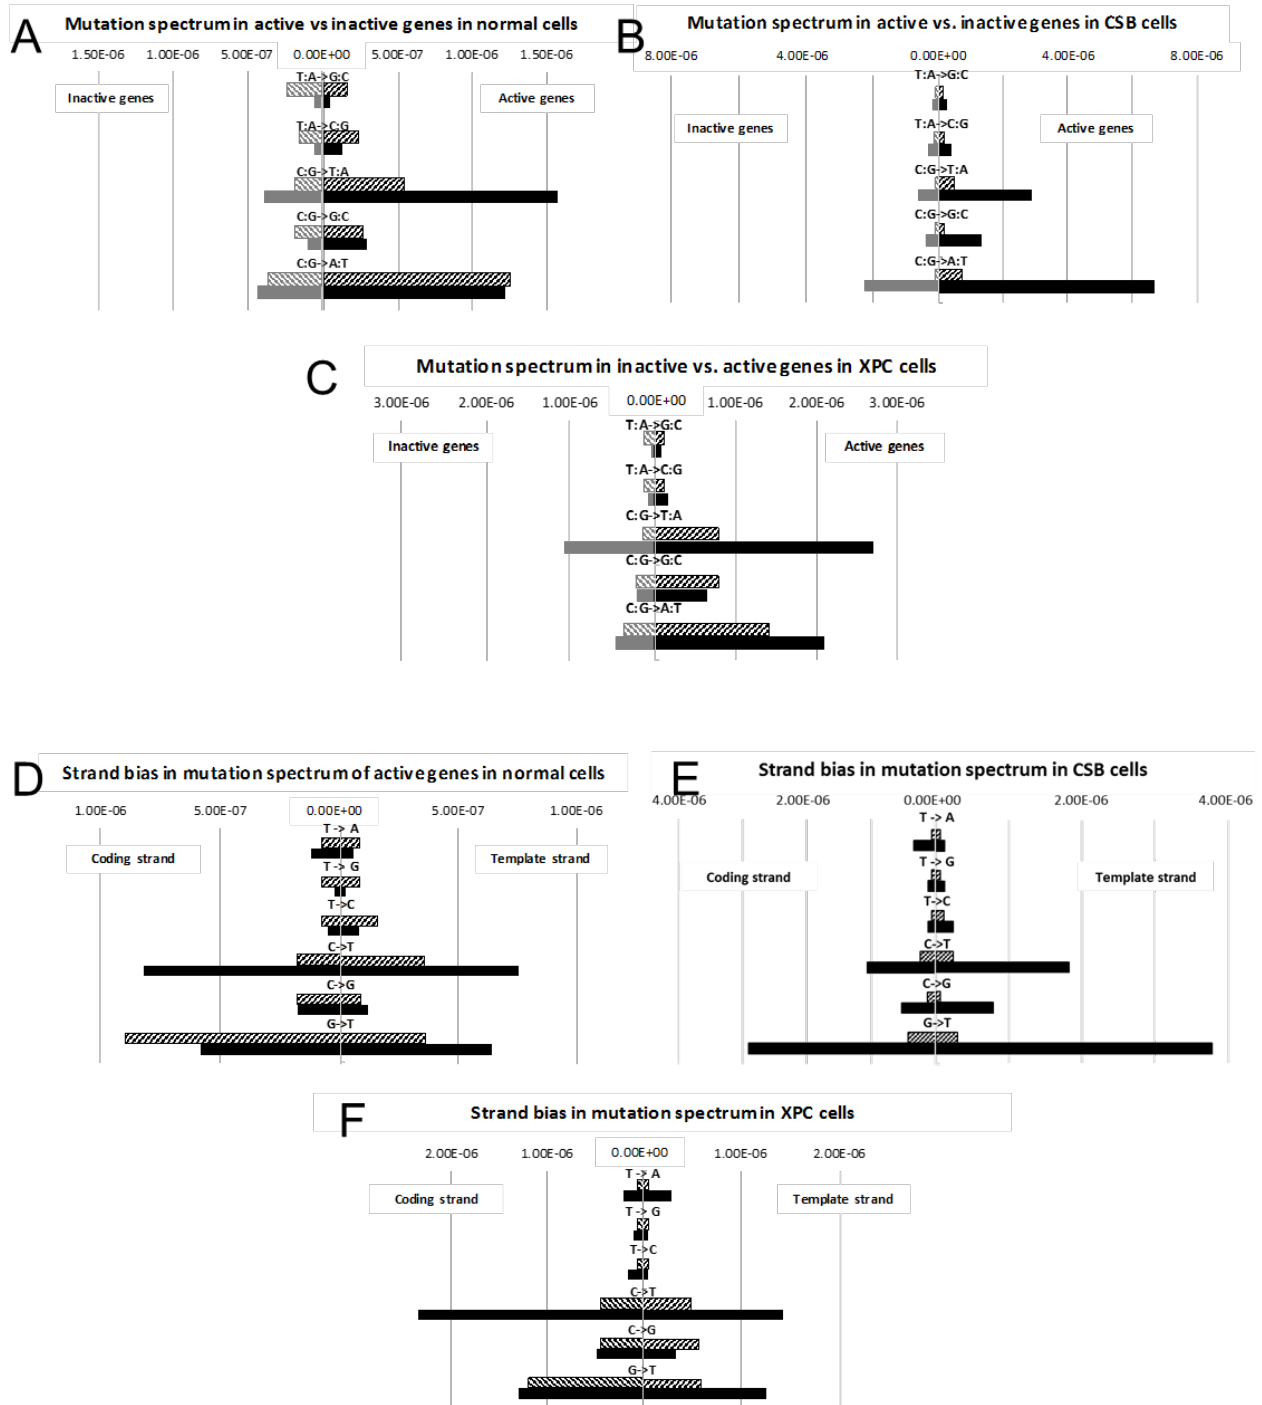 A
Mutation spectrum in active vs inactive genes in normal cells
1.50E-06 1.00E-06 5.00E-07 0.00E+00 5.00E-07 1.00E-06 1.50E-06
T:A->G:C
Inactive genes
Active genes
T:A->C:G
C:G->T:A
C:G->G:C
C:G->A:T
B
Mutation spectrum in active vs. inactive genes in CSB cells
8.00E-06 4.00E-06 0.00E+00 4.00E-06 8.00E-06
T:A->G:C
Inactive genes
Active genes
T:A->C:G
C:G->T:A
C:G->G:C
C:G->A:T
C
Mutation spectrum in inactive vs. active genes in XPC cells
3.00E-06 2.00E-06 1.00E-06 0.00E+00 1.00E-06 2.00E-06 3.00E-06
T:A->G:C
Inactive genes
Active genes
T:A->C:G
C:G->T:A
C:G->G:C
C:G->A:T
D
Strand bias in mutation spectrum of active genes in normal cells
1.00E-06 5.00E-07 0.00E+00 5.00E-07 1.00E-06
T -> A
Coding strand
Template strand
T -> G
T->C
C->T
C->G
G->T
E
Strand bias in mutation spectrum in CSB cells
4.00E-06 2.00E-06 0.00E+00 2.00E-06 4.00E-06
T -> A
T -> G
Coding strand
Template strand
T->C
C->T
C->G
G->T
F
Strand bias in mutation spectrum in XPC cells
2.00E-06 1.00E-06 0.00E+00 1.00E-06 2.00E-06
T -> A
Coding strand
Template strand
T -> G
T->C
C->T
C->G
G->T